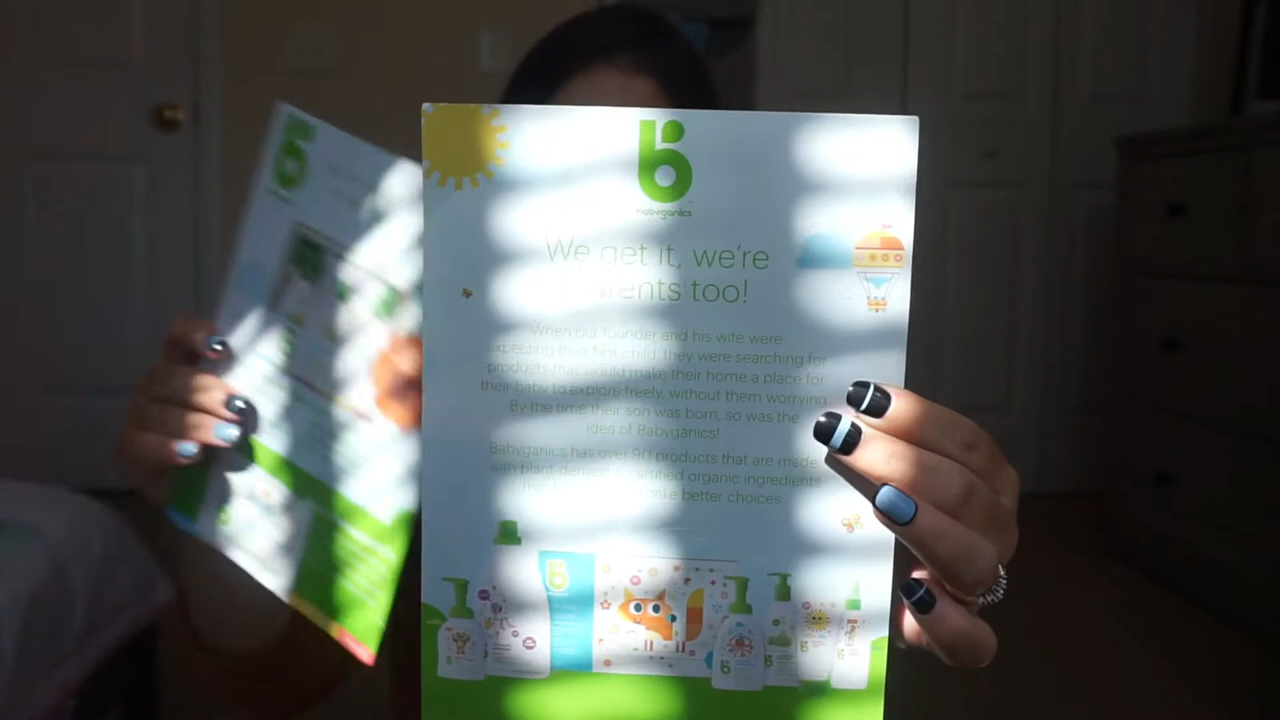 babyganics
We get it, we're
parents too!
When our founder and his wife were
expecting their first child, they were searching for
products that would make their home a place for
their baby to explore freely, without them worrying.
By the time their son was born, so was the
idea of Babyganics!
Babyganics has over 90 products that are made
with plant-derived certified organic ingredients
make better choices